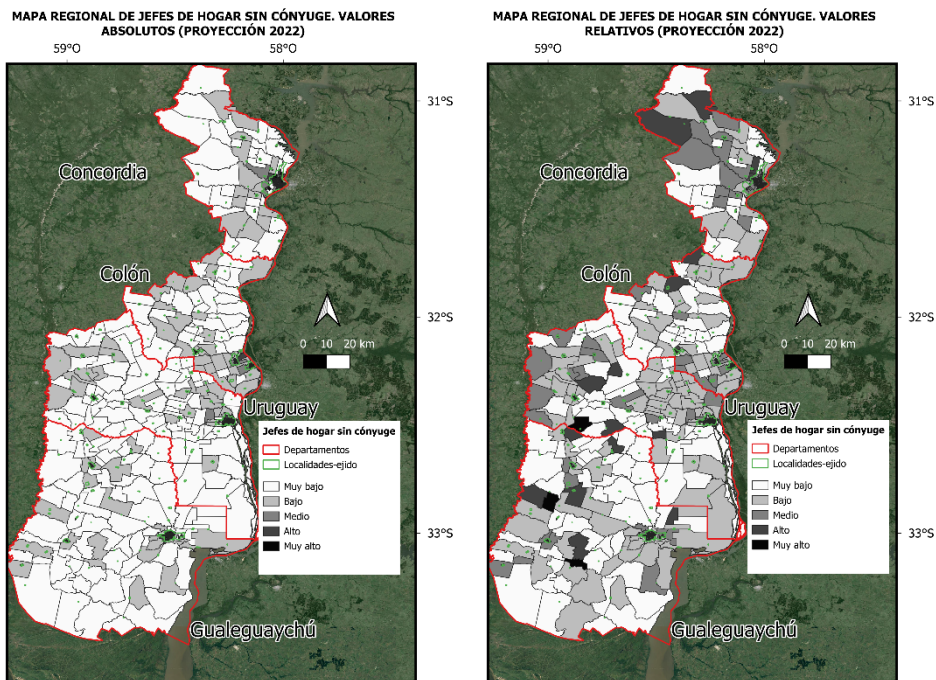 MAPA REGIONAL DE JEFES DE HOGAR SIN CÓNYUGE. VALORES
ABSOLUTOS (PROYECCIÓN 2022)
59°O
58°O
31°S
32°S
33°S
Concordia
Colón
0 10 20 km
Uruguay
Jefes de hogar sin cónyuge
Departamentos
Localidades-ejido
Muy bajo
Bajo
Medio
Alto
Muy alto
Gualeguaychú
MAPA REGIONAL DE JEFES DE HOGAR SIN CÓNYUGE. VALORES
RELATIVOS (PROYECCIÓN 2022)
59°O
58°O
31°S
32°S
33°S
Concordia
Colón
0 10 20 km
Uruguay
Jefes de hogar sin cónyuge
Departamentos
Localidades-ejido
Muy bajo
Bajo
Medio
Alto
Muy alto
Gualeguaychú